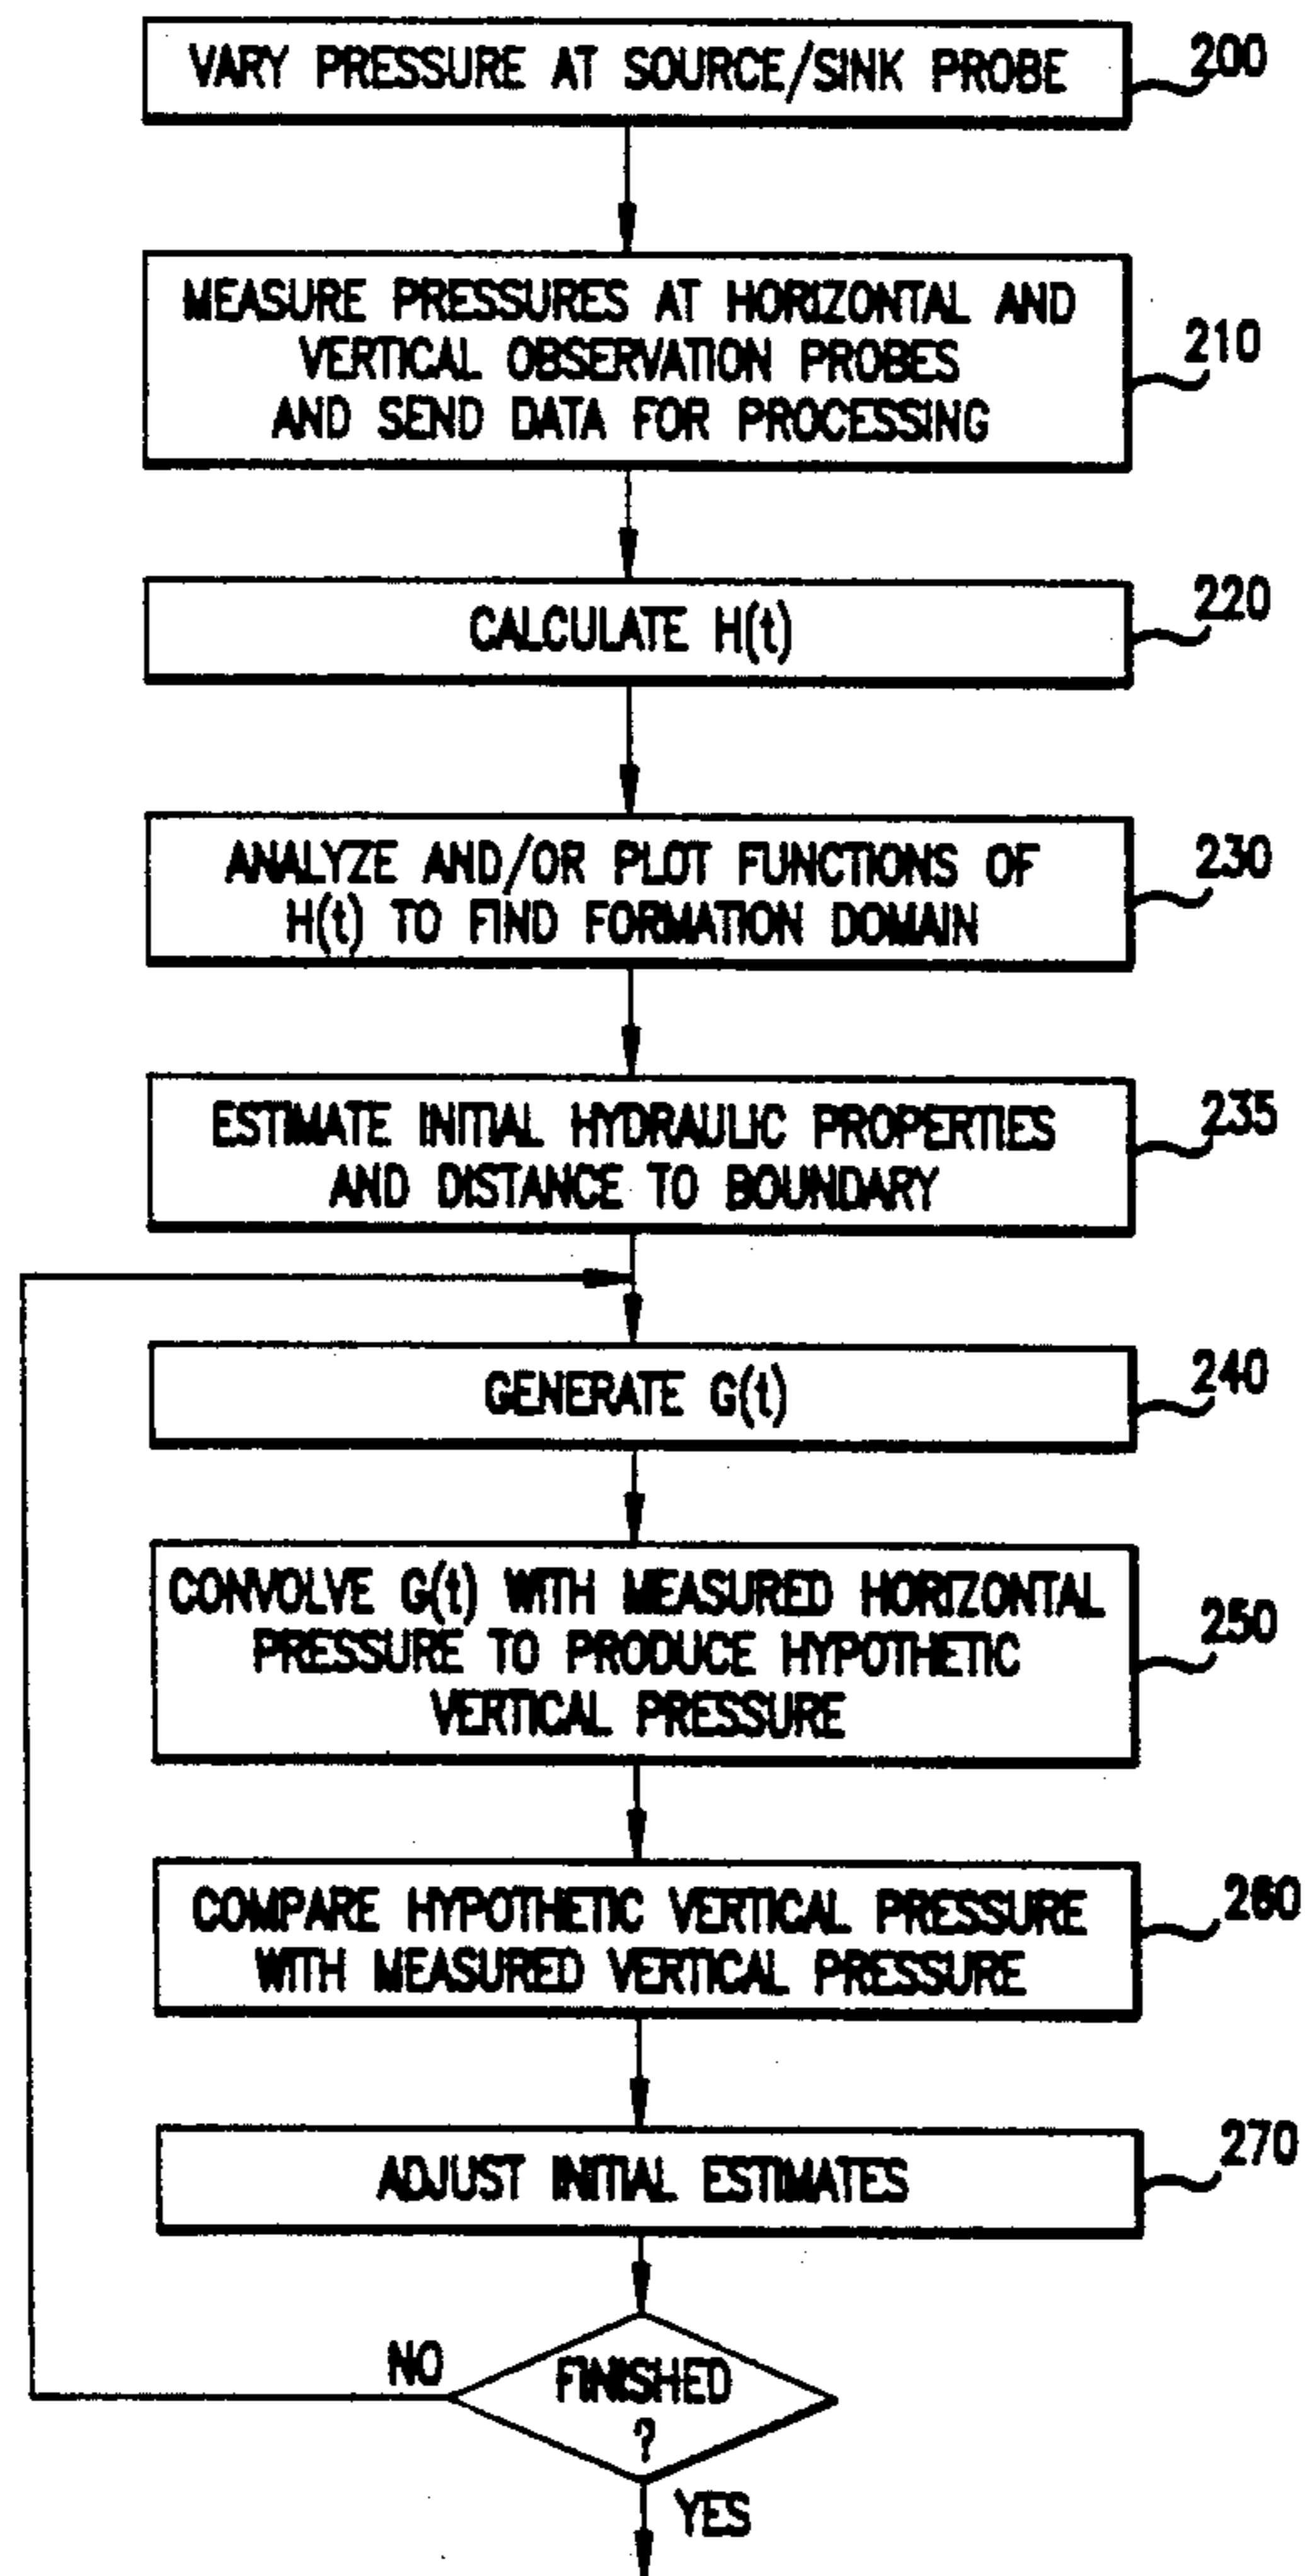 VARY PRESSURE AT SOURCE/SINK PROBE
200
MEASURE PRESSURES AT HORIZONTAL AND
VERTICAL OBSERVATION PROBES
AND SEND DATA FOR PROCESSING
210
CALCULATE H(t)
220
ANALYZE AND/OR PLOT FUNCTIONS OF
H(t) TO FIND FORMATION DOMAIN
230
ESTIMATE INITIAL HYDRAULIC PROPERTIES
AND DISTANCE TO BOUNDARY
235
GENERATE G(t)
240
CONVOLVE G(t) WITH MEASURED HORIZONTAL
PRESSURE TO PRODUCE HYPOTHETIC
VERTICAL PRESSURE
250
COMPARE HYPOTHETIC VERTICAL PRESSURE
WITH MEASURED VERTICAL PRESSURE
260
ADJUST INITIAL ESTIMATES
270
NO
FINISHED
?
YES